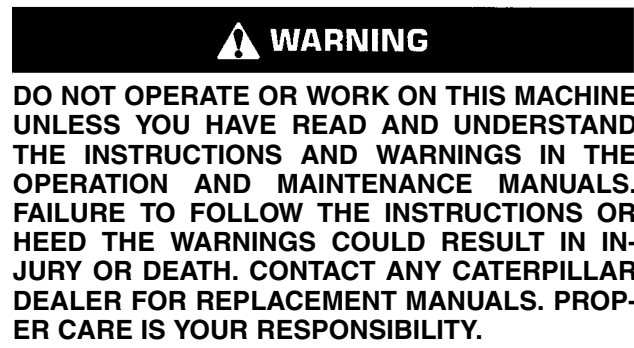 WARNING
DO NOT OPERATE OR WORK ON THIS MACHINE
UNLESS YOU HAVE READ AND UNDERSTAND
THE INSTRUCTIONS AND WARNINGS IN THE
OPERATION AND MAINTENANCE MANUALS.
FAILURE TO FOLLOW THE INSTRUCTIONS OR
HEED THE WARNINGS COULD RESULT IN IN-
JURY OR DEATH. CONTACT ANY CATERPILLAR
DEALER FOR REPLACEMENT MANUALS. PROP-
ER CARE IS YOUR RESPONSIBILITY.